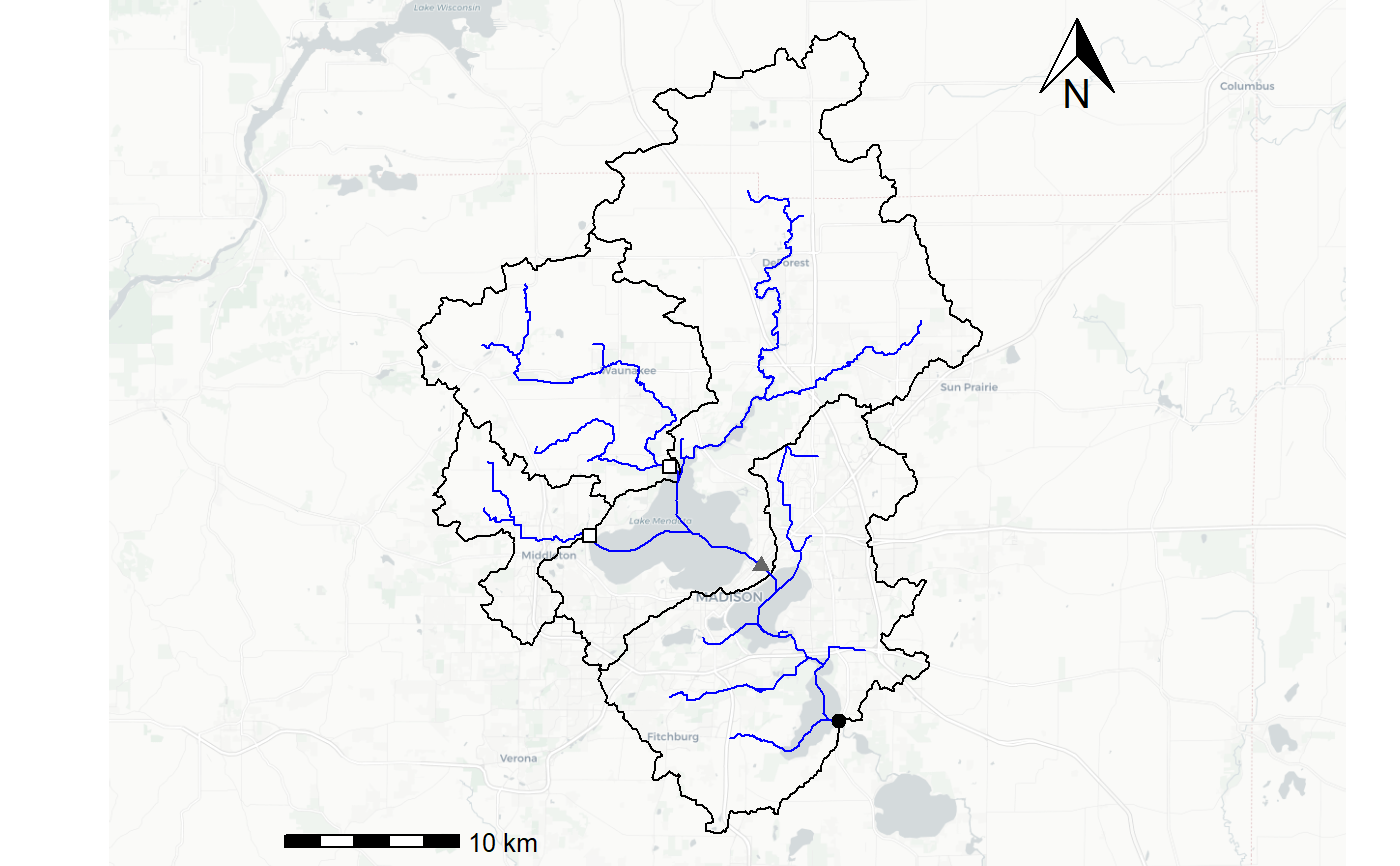 Lake Wisconsin
N
Columbus
DeForest
Waunakee
Sun Prairie
Lake Mendota
Middleton
MADISON
Fitchburg
Verona
10 km